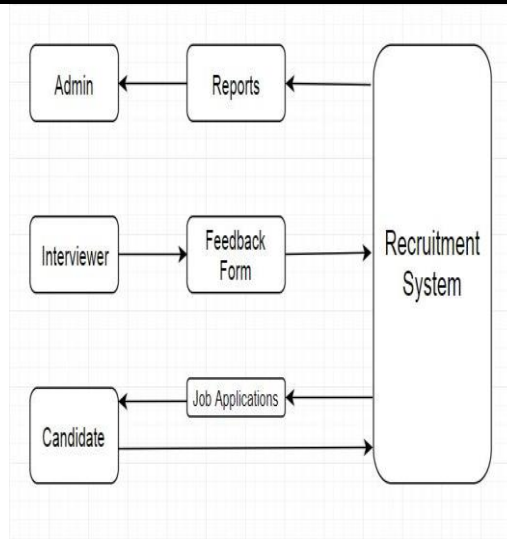 Admin
Reports
Interviewer
Feedback
Form
Recruitment
System
Job Applications
Candidate